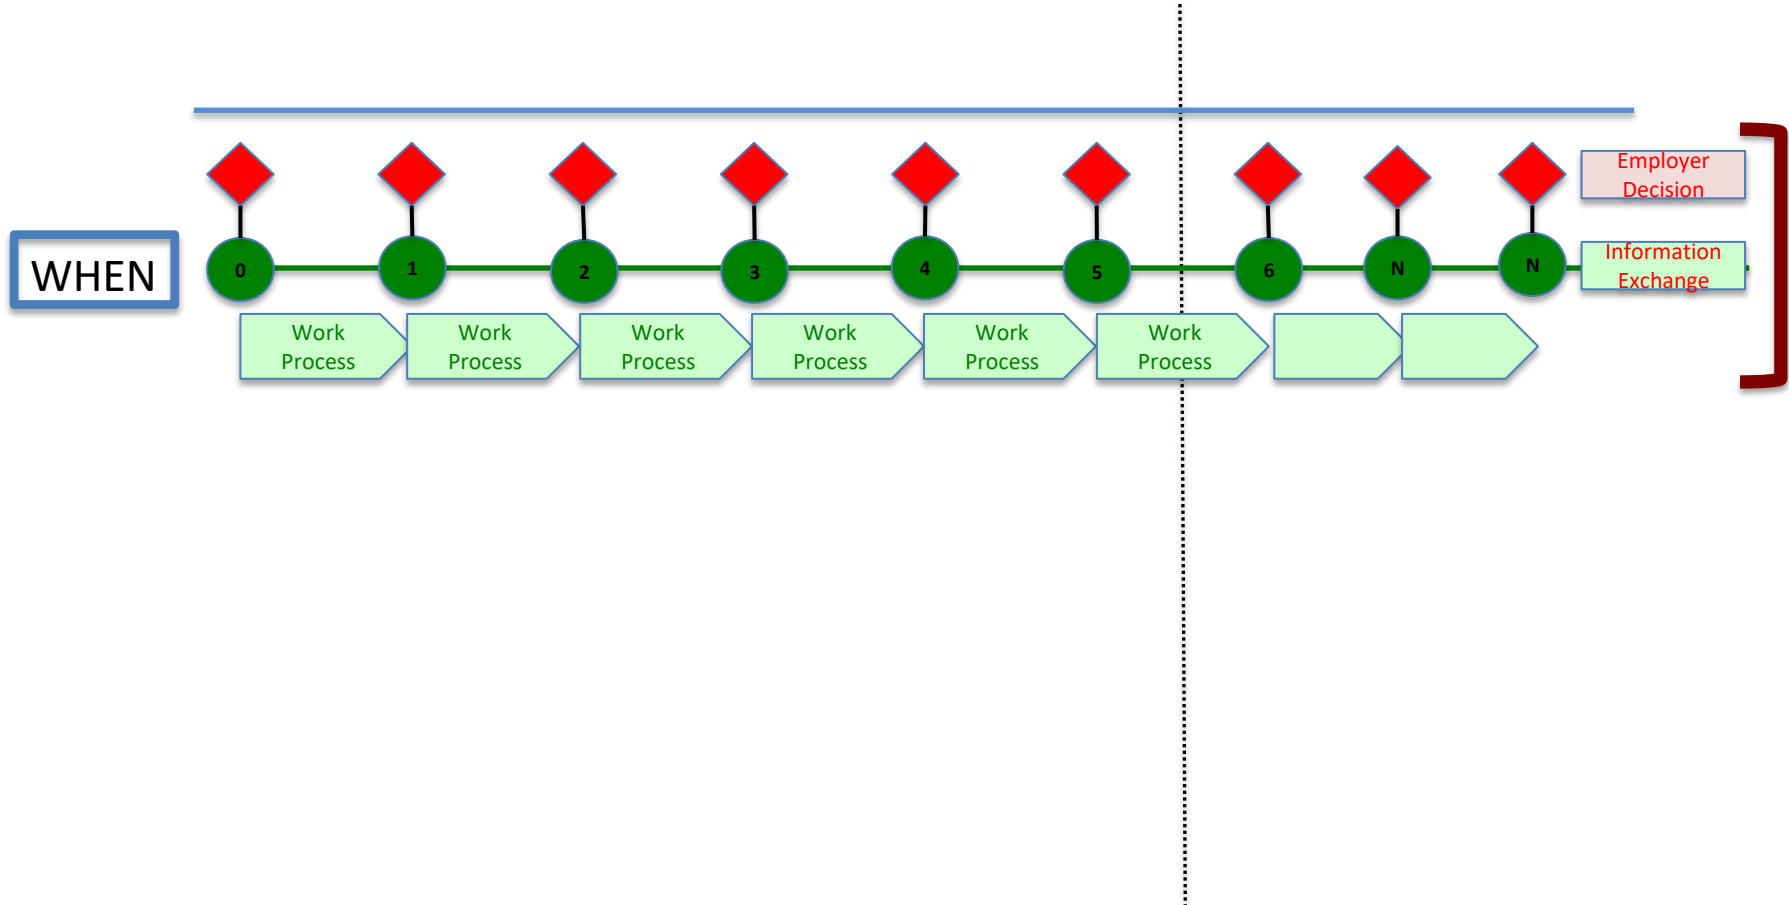 Employer
Decision
WHEN
0
1
2
3
4
5
6
N
N
Information
Exchange
Work
Process
Work
Process
Work
Process
Work
Process
Work
Process
Work
Process